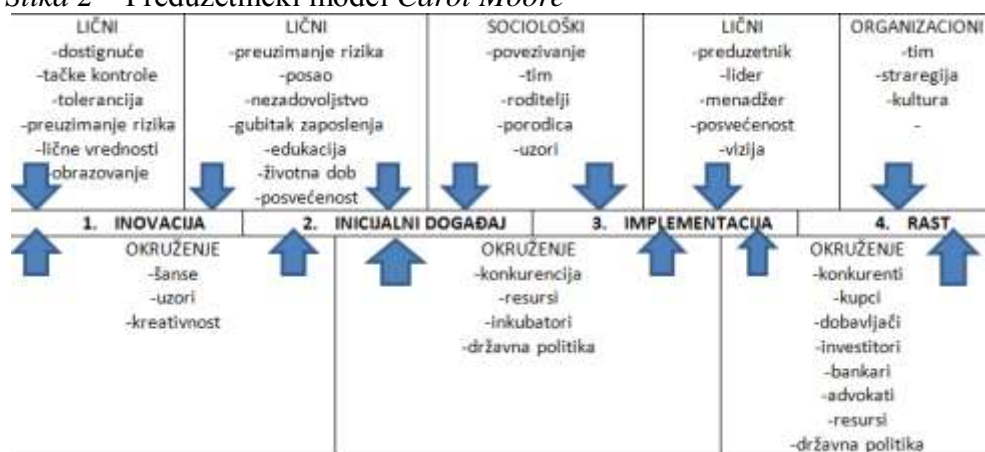 Slika 2 – Preduzetnički model Carol Moore
LIČNI
-dostignuće
-tačke kontrole
-tolerancija
-preuzimanje rizika
-lične vrednosti
-obrazovanje
LIČNI
-preuzimanje rizika
-posao
-nezadovoljstvo
-gubitak zaposlenja
-edukacija
-životna dob
-posvećenost
SOCIOLOŠKI
-povezivanje
-tim
-roditelji
-porodica
-uzori
LIČNI
-preduzetnik
-lider
-menadžer
-posvećenost
-vizija
ORGANIZACIONI
-tim
-straregija
-kultura
-
1. INOVACIJA
2. INICIJALNI DOGAĐAJ
3. IMPLEMENTACIJA
4. RAST
OKRUŽENJE
-šanse
-uzori
-kreativnost
OKRUŽENJE
-konkurencija
-resursi
-inkubatori
-državna politika
OKRUŽENJE
-konkurenti
-kupci
-dobavljači
-investitori
-bankari
-advokati
-resursi
-državna politika